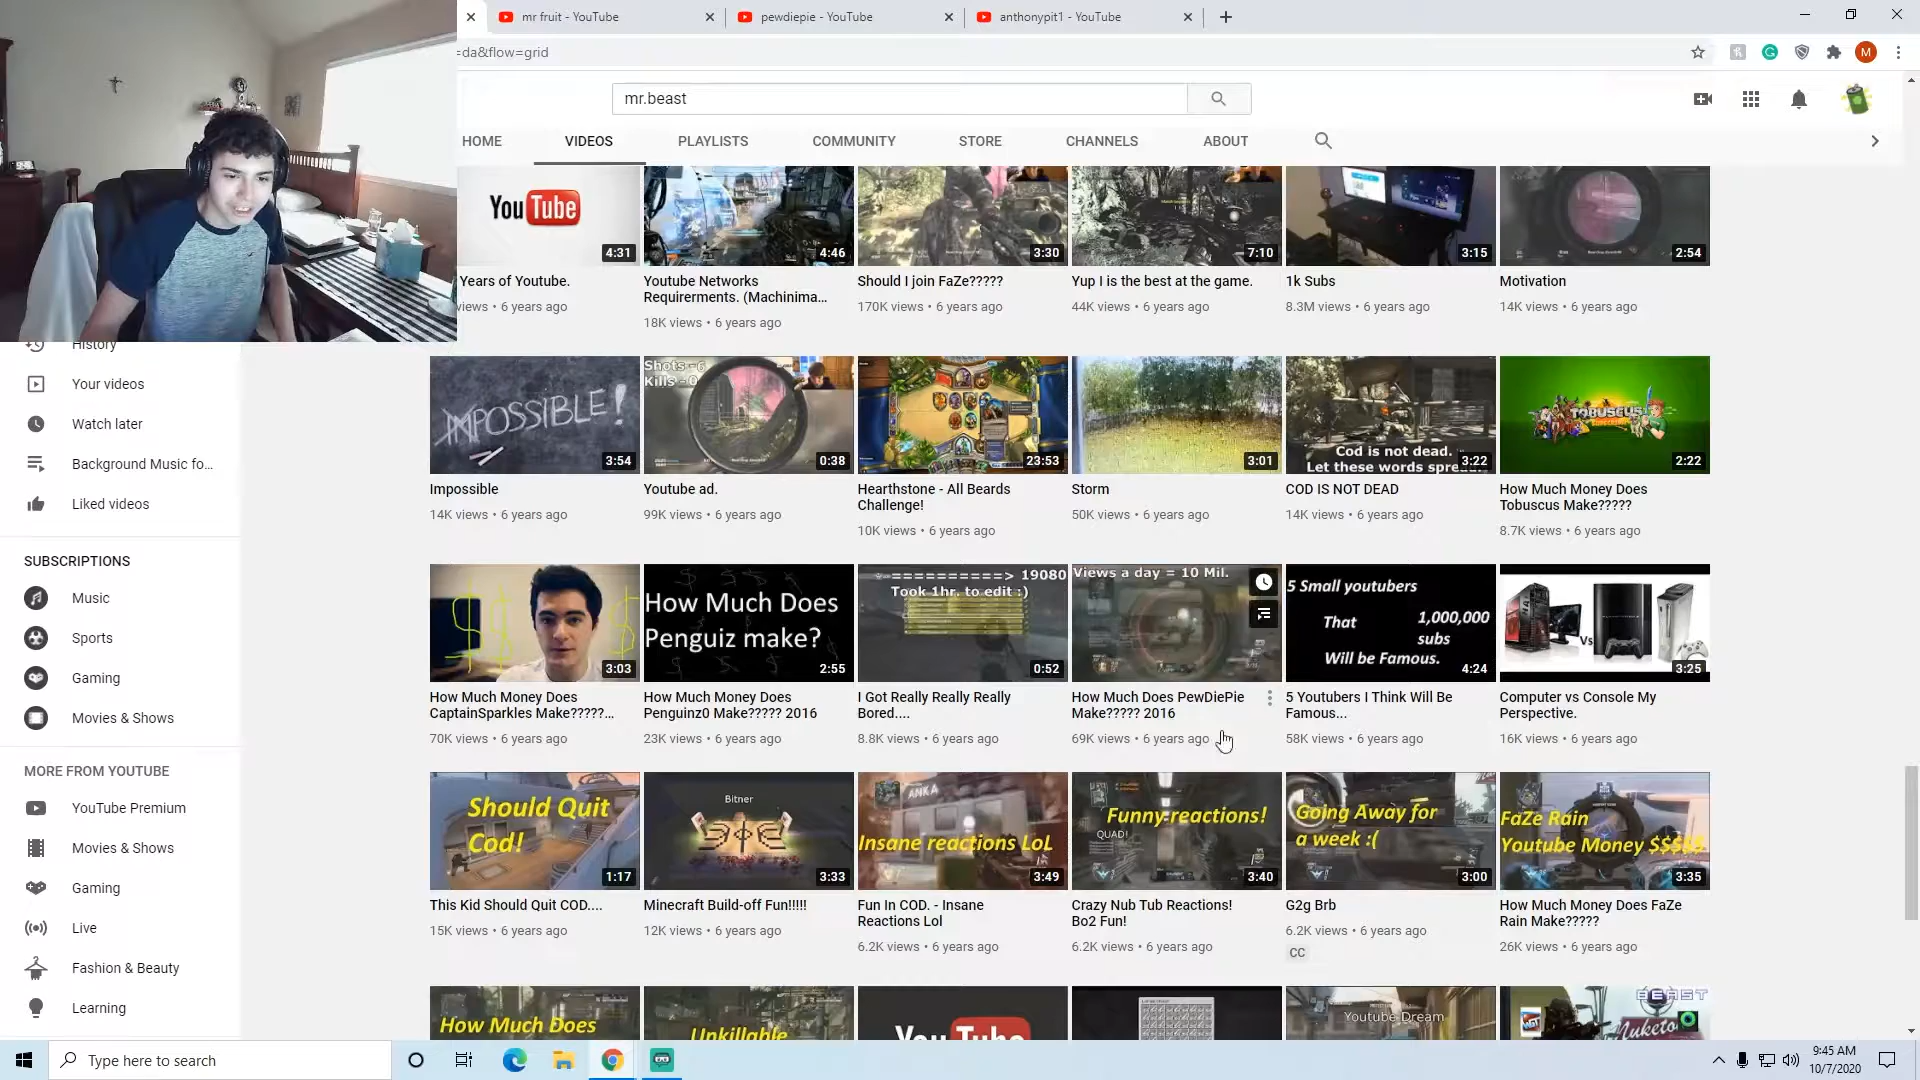 mr fruit - YouTube
pewdiepie - YouTube
anthonypit1 - YouTube
=da&flow=grid
M
mr.beast
HOME
VIDEOS
PLAYLISTS
COMMUNITY
STORE
CHANNELS
ABOUT
YouTube
4:31
4:46
3:30
7:10
3:15
2:54
Years of Youtube.
Youtube Networks
Requirerments. (Machinima...
Should I join FaZe?????
Yup I is the best at the game.
1k Subs
Motivation
views • 6 years ago
18K views • 6 years ago
170K views • 6 years ago
44K views • 6 years ago
8.3M views • 6 years ago
14K views • 6 years ago
History
Your videos
Watch later
Background Music fo...
Liked videos
SUBSCRIPTIONS
Music
Sports
Gaming
Movies & Shows
MORE FROM YOUTUBE
YouTube Premium
Movies & Shows
Gaming
Live
Fashion & Beauty
Learning
IMPOSSIBLE!
3:54
Shots -6
Kills - 0
0:38
23:53
3:01
Cod is not dead.
Let these words spread.
3:22
TOBUSCUS
2:22
Impossible
14K views • 6 years ago
Youtube ad.
99K views • 6 years ago
Hearthstone - All Beards
Challenge!
10K views • 6 years ago
Storm
50K views • 6 years ago
COD IS NOT DEAD
14K views • 6 years ago
How Much Money Does
Tobuscus Make?????
8.7K views • 6 years ago
3:03
How Much Does
Penguiz make?
2:55
==========> 19080
Took 1hr. to edit :)
0:52
Views a day = 10 Mil.
5 Small youtubers
That
1,000,000
subs
Will be Famous.
4:24
Vs
3:25
How Much Money Does
CaptainSparkles Make?????...
70K views • 6 years ago
How Much Money Does
Penguinz0 Make????? 2016
23K views • 6 years ago
I Got Really Really Really
Bored....
8.8K views • 6 years ago
How Much Does PewDiePie
Make????? 2016
69K views • 6 years ago
5 Youtubers I Think Will Be
Famous...
58K views • 6 years ago
Computer vs Console My
Perspective.
16K views • 6 years ago
Should Quit
Cod!
1:17
Bitner
3:33
ANKA
Insane reactions LoL
3:49
Funny reactions!
QUAD!
3:40
Going Away for
a week :(
3:00
FaZe Rain
Youtube Money $$$$$
3:35
This Kid Should Quit COD....
15K views • 6 years ago
Minecraft Build-off Fun!!!!!
12K views • 6 years ago
Fun In COD. - Insane
Reactions Lol
6.2K views • 6 years ago
Crazy Nub Tub Reactions!
Bo2 Fun!
6.2K views • 6 years ago
G2g Brb
6.2K views • 6 years ago
CC
How Much Money Does FaZe
Rain Make?????
26K views • 6 years ago
How Much Does
Unkillable
YouTube
Youtube Dream
BEAST
Nuketo
Type here to search
9:45 AM
10/7/2020